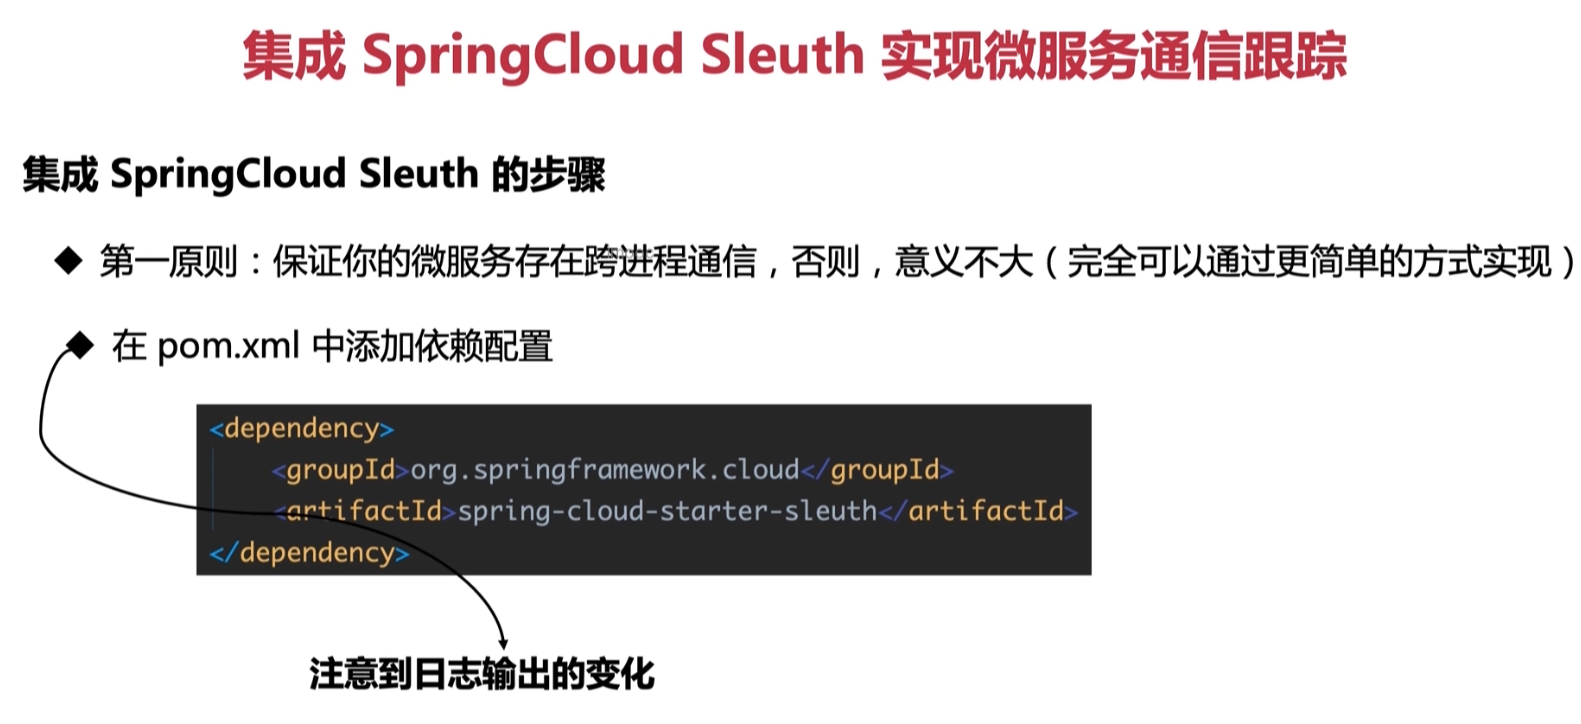 集成 SpringCloud Sleuth 实现微服务通信跟踪
集成 SpringCloud Sleuth 的步骤
◆ 第一原则：保证你的微服务存在跨进程通信，否则，意义不大（完全可以通过更简单的方式实现）
◆ 在 pom.xml 中添加依赖配置
<dependency>
<groupId>org.springframework.cloud</groupId>
<artifactId>spring-cloud-starter-sleuth</artifactId>
</dependency>
注意到日志输出的变化